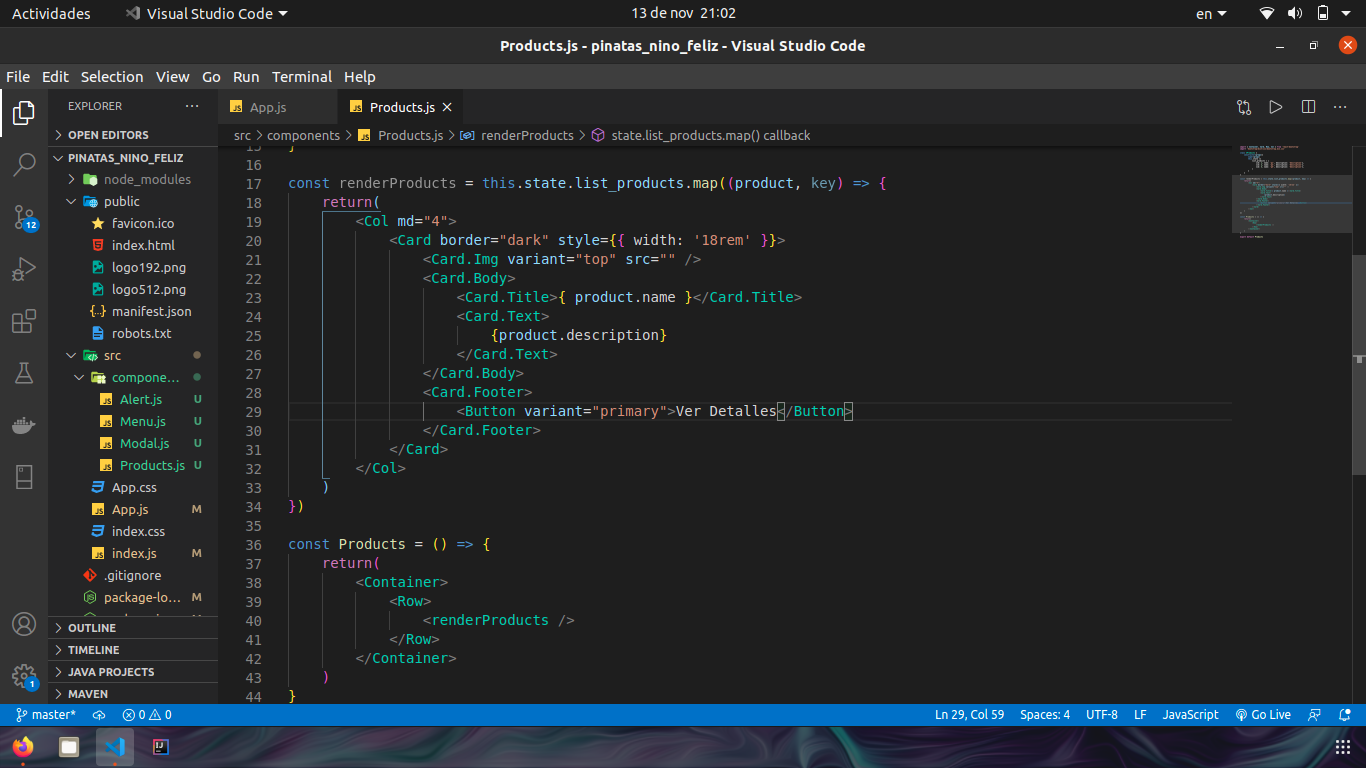 Actividades
Visual Studio Code
13 de nov 21:02
en
Products.js - pinatas_nino_feliz - Visual Studio Code
File Edit Selection View Go Run Terminal Help
EXPLORER
OPEN EDITORS
PINATAS_NINO_FELIZ
node_modules
public
favicon.ico
index.html
logo192.png
logo512.png
manifest.json
robots.txt
src
compone...
Alert.js U
Menu.js U
Modal.js U
Products.js U
App.css
App.js M
index.css
index.js M
.gitignore
package-lo... M
OUTLINE
TIMELINE
JAVA PROJECTS
MAVEN
12
1
App.js
Products.js
src > components > Products.js > renderProducts > state.list_products.map() callback
15 }
16
17 const renderProducts = this.state.list_products.map((product, key) => {
18     return(
19         <Col md="4">
20             <Card border="dark" style={{ width: '18rem' }}>
21                 <Card.Img variant="top" src="" />
22                 <Card.Body>
23                     <Card.Title>{ product.name }</Card.Title>
24                     <Card.Text>
25                         {product.description}
26                     </Card.Text>
27                 </Card.Body>
28                 <Card.Footer>
29                     <Button variant="primary">Ver Detalles</Button>
30                 </Card.Footer>
31             </Card>
32         </Col>
33     )
34 })
35
36 const Products = () => {
37     return(
38         <Container>
39             <Row>
40                 <renderProducts />
41             </Row>
42         </Container>
43     )
44 }
master*
0 0
Ln 29, Col 59
Spaces: 4
UTF-8
LF
JavaScript
Go Live